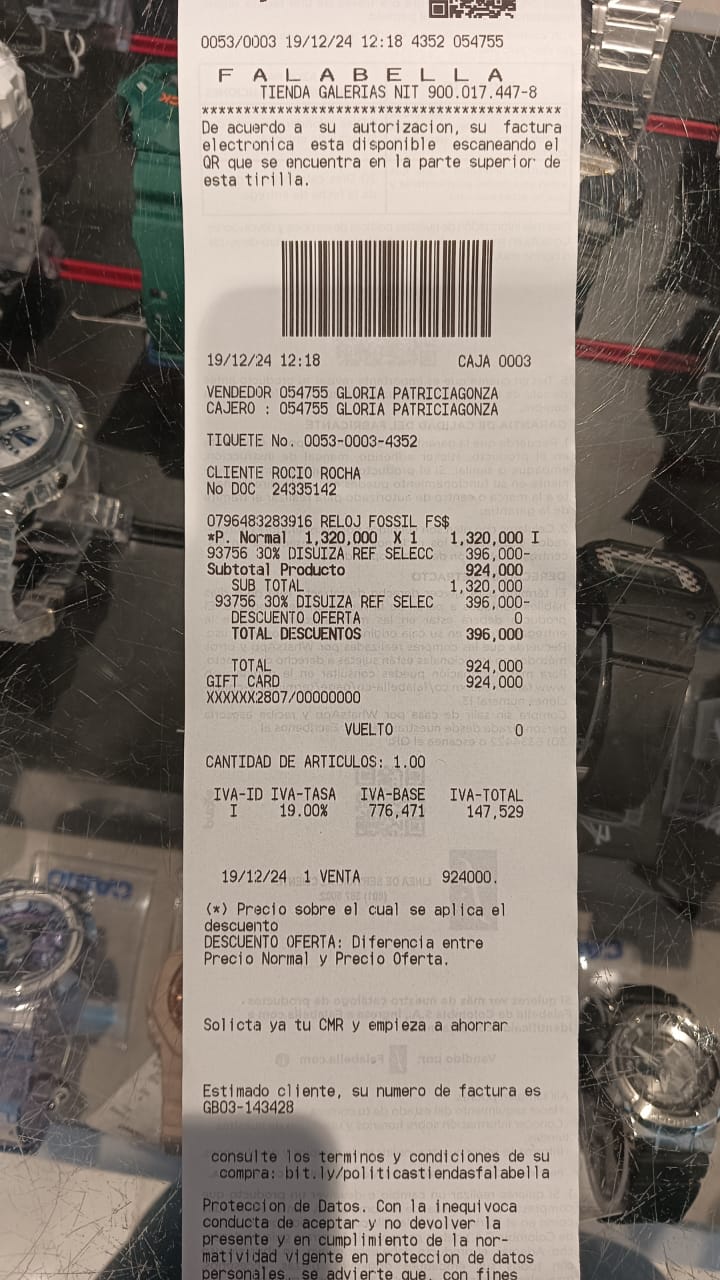 0053/0003 19/12/24 12:18 4352 054755
F A L A B E L L A
TIENDA GALERIAS NIT 900.017.447-8
******************************************
De acuerdo a su autorizacion, su factura
electronica esta disponible escaneando el
QR que se encuentra en la parte superior de
esta tirilla.
19/12/24 12:18 CAJA 0003
VENDEDOR 054755 GLORIA PATRICIAGONZA
CAJERO : 054755 GLORIA PATRICIAGONZA
TIQUETE No. 0053-0003-4352
CLIENTE ROCIO ROCHA
No DOC 24335142
0796483283916 RELOJ FOSSIL FS$
*P. Normal 1,320,000 X 1 1,320,000 I
93756 30% DISUIZA REF SELECC 396,000-
Subtotal Producto 924,000
SUB TOTAL 1,320,000
93756 30% DISUIZA REF SELEC 396,000-
DESCUENTO OFERTA 0
TOTAL DESCUENTOS 396,000
TOTAL 924,000
GIFT CARD 924,000
XXXXXX2807/00000000
VUELTO 0
CANTIDAD DE ARTICULOS: 1.00
IVA-ID IVA-TASA IVA-BASE IVA-TOTAL
I 19.00% 776,471 147,529
19/12/24 1 VENTA 924000.
(*) Precio sobre el cual se aplica el
descuento
DESCUENTO OFERTA: Diferencia entre
Precio Normal y Precio Oferta.
Solicta ya tu CMR y empieza a ahorrar
Estimado cliente, su numero de factura es
GB03-143428
consulte los terminos y condiciones de su
compra: bit.ly/politicastiendasfalabella
Proteccion de Datos. Con la inequivoca
conducta de aceptar y no devolver la
presente y en cumplimiento de la nor-
matividad vigente en proteccion de datos
personales, se advierte que, con fines
CASIO